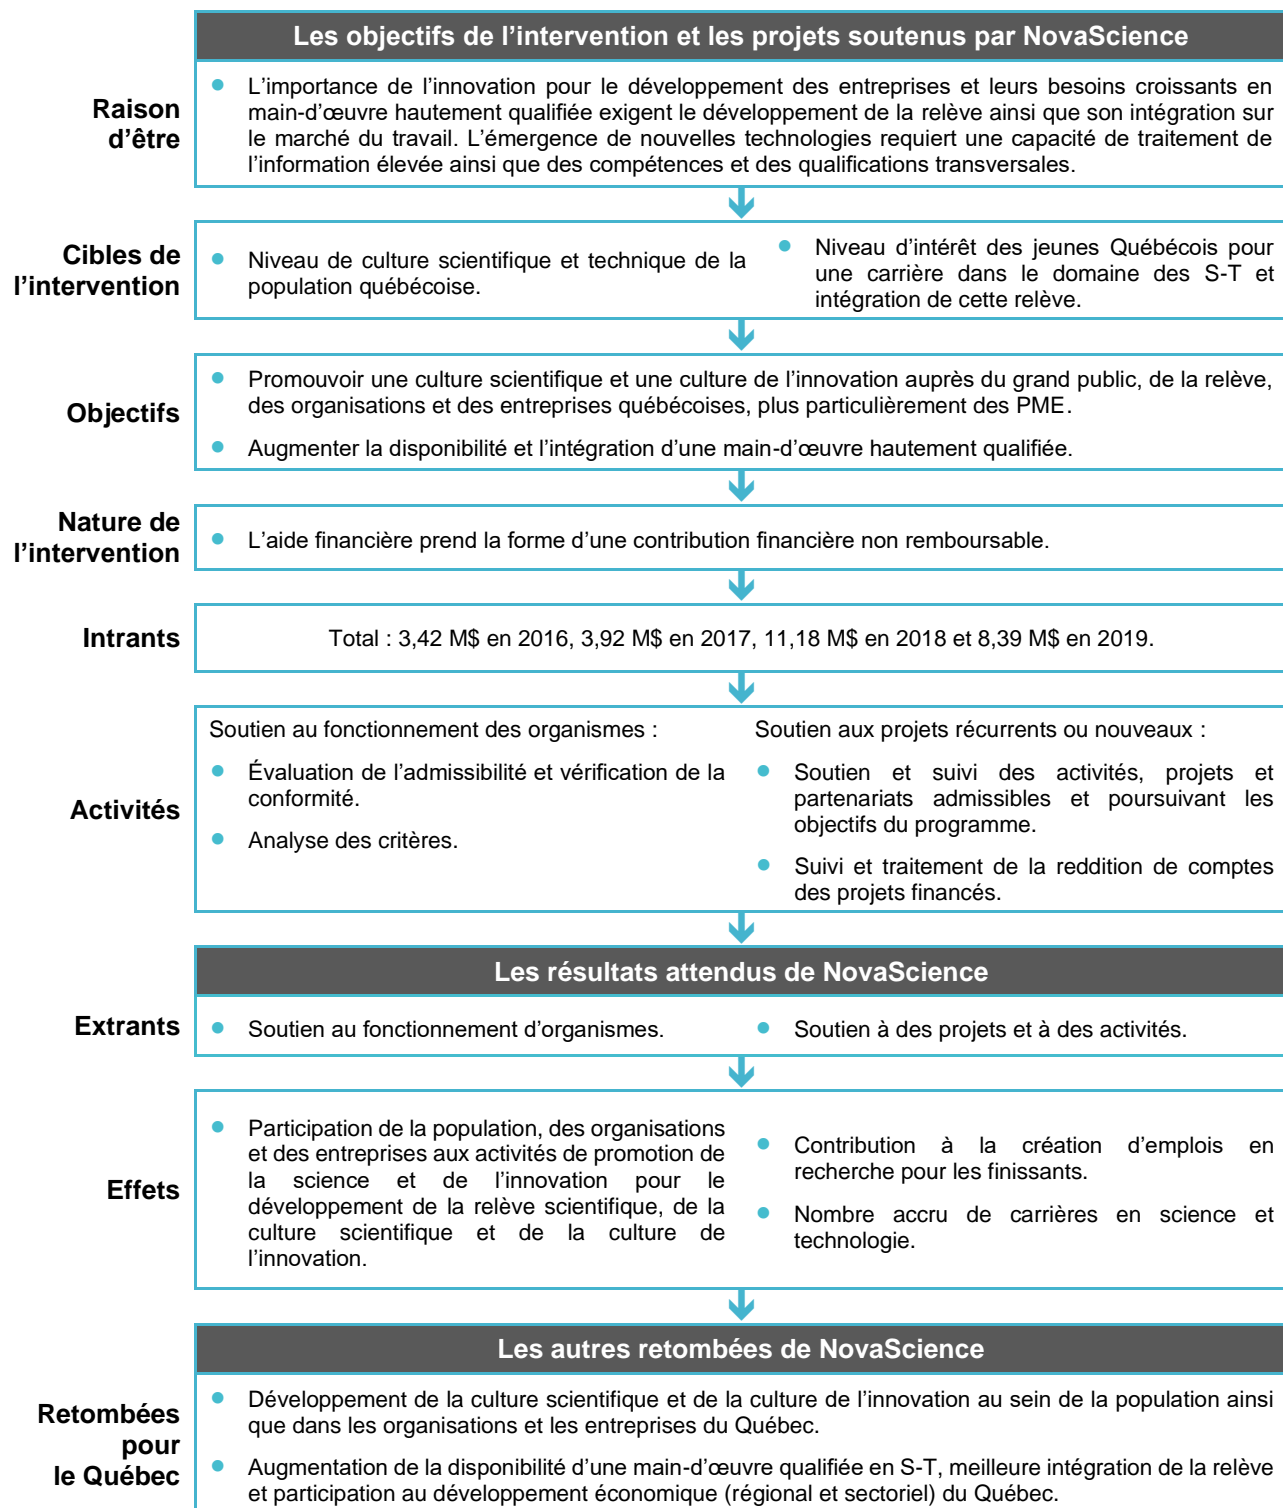 Les objectifs de l’intervention et les projets soutenus par NovaScience
Raison
d’être
● L’importance de l’innovation pour le développement des entreprises et leurs besoins croissants en
main-d’œuvre hautement qualifiée exigent le développement de la relève ainsi que son intégration sur
le marché du travail. L’émergence de nouvelles technologies requiert une capacité de traitement de
l’information élevée ainsi que des compétences et des qualifications transversales.
Cibles de
l’intervention
● Niveau de culture scientifique et technique de la
population québécoise.
● Niveau d’intérêt des jeunes Québécois pour
une carrière dans le domaine des S-T et
intégration de cette relève.
Objectifs
● Promouvoir une culture scientifique et une culture de l’innovation auprès du grand public, de la relève,
des organisations et des entreprises québécoises, plus particulièrement des PME.
● Augmenter la disponibilité et l’intégration d’une main-d’œuvre hautement qualifiée.
Nature de
l’intervention
● L’aide financière prend la forme d’une contribution financière non remboursable.
Intrants
Total : 3,42 M$ en 2016, 3,92 M$ en 2017, 11,18 M$ en 2018 et 8,39 M$ en 2019.
Activités
Soutien au fonctionnement des organismes :
● Évaluation de l’admissibilité et vérification de la
conformité.
● Analyse des critères.
Soutien aux projets récurrents ou nouveaux :
● Soutien et suivi des activités, projets et
partenariats admissibles et poursuivant les
objectifs du programme.
● Suivi et traitement de la reddition de comptes
des projets financés.
Les résultats attendus de NovaScience
Extrants
● Soutien au fonctionnement d’organismes.
● Soutien à des projets et à des activités.
Effets
● Participation de la population, des organisations
et des entreprises aux activités de promotion de
la science et de l’innovation pour le
développement de la relève scientifique, de la
culture scientifique et de la culture de
l’innovation.
● Contribution à la création d’emplois en
recherche pour les finissants.
● Nombre accru de carrières en science et
technologie.
Les autres retombées de NovaScience
Retombées
pour
le Québec
● Développement de la culture scientifique et de la culture de l’innovation au sein de la population ainsi
que dans les organisations et les entreprises du Québec.
● Augmentation de la disponibilité d’une main-d’œuvre qualifiée en S-T, meilleure intégration de la relève
et participation au développement économique (régional et sectoriel) du Québec.